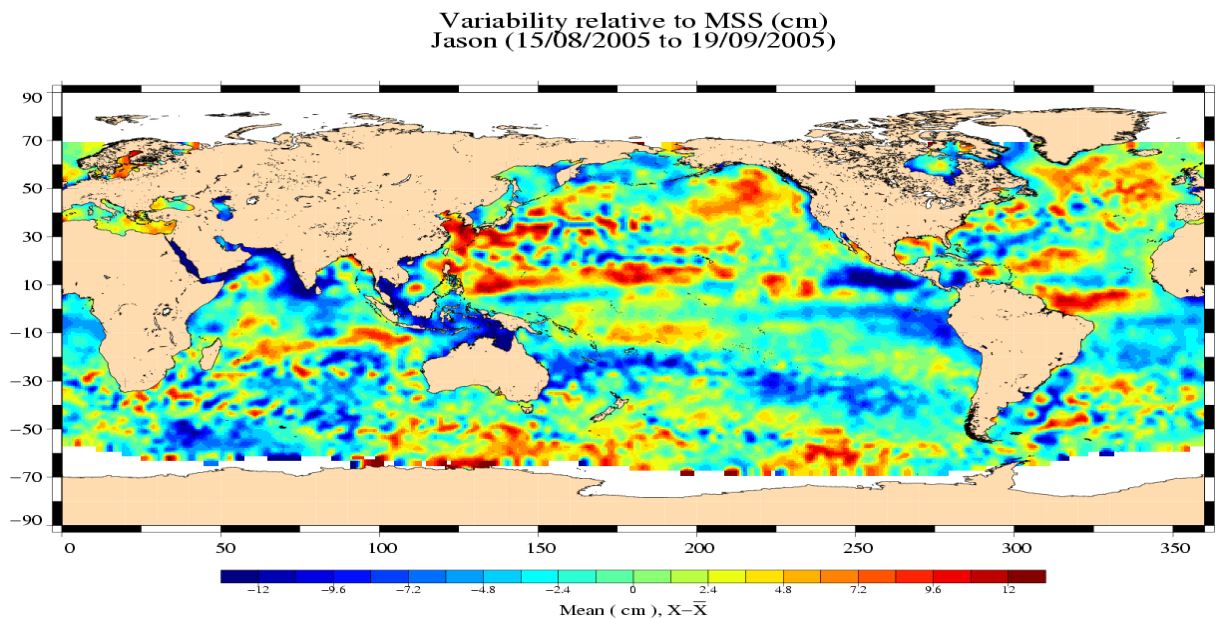 Variability relative to MSS (cm)
Jason (15/08/2005 to 19/09/2005)
90
70
50
30
10
−10
−30
−50
−70
−90
0 50 100 150 200 250 300 350
−12 −9.6 −7.2 −4.8 −2.4 0 2.4 4.8 7.2 9.6 12
Mean ( cm ), X−X̅